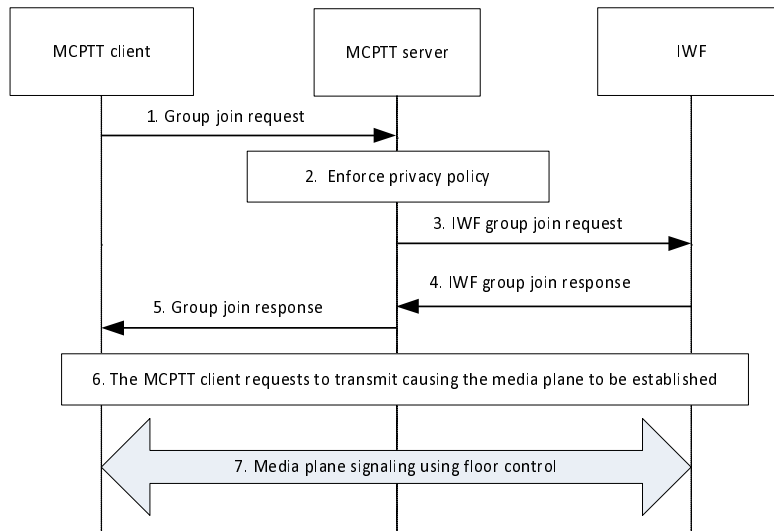 MCPTT client
MCPTT server
IWF
1. Group join request
2. Enforce privacy policy
3. IWF group join request
4. IWF group join response
5. Group join response
6. The MCPTT client requests to transmit causing the media plane to be established
7. Media plane signaling using floor control